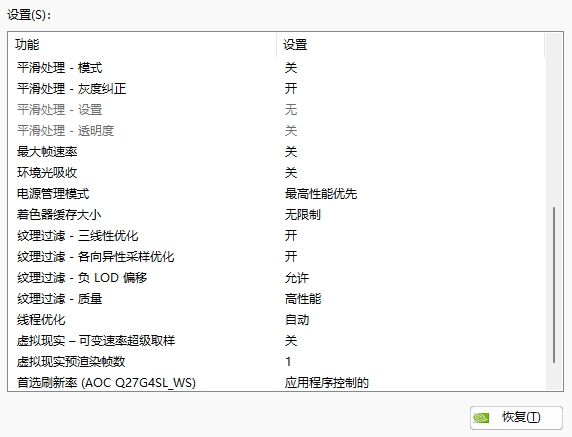 设置(S):
功能 设置
平滑处理 - 模式 关
平滑处理 - 灰度纠正 开
平滑处理 - 设置 无
平滑处理 - 透明度 关
最大帧速率 关
环境光吸收 关
电源管理模式 最高性能优先
着色器缓存大小 无限制
纹理过滤 - 三线性优化 开
纹理过滤 - 各向异性采样优化 开
纹理过滤 - 负 LOD 偏移 允许
纹理过滤 - 质量 高性能
线程优化 自动
虚拟现实 – 可变速率超级取样 关
虚拟现实预渲染帧数 1
首选刷新率 (AOC Q27G4SL_WS) 应用程序控制的
恢复(T)